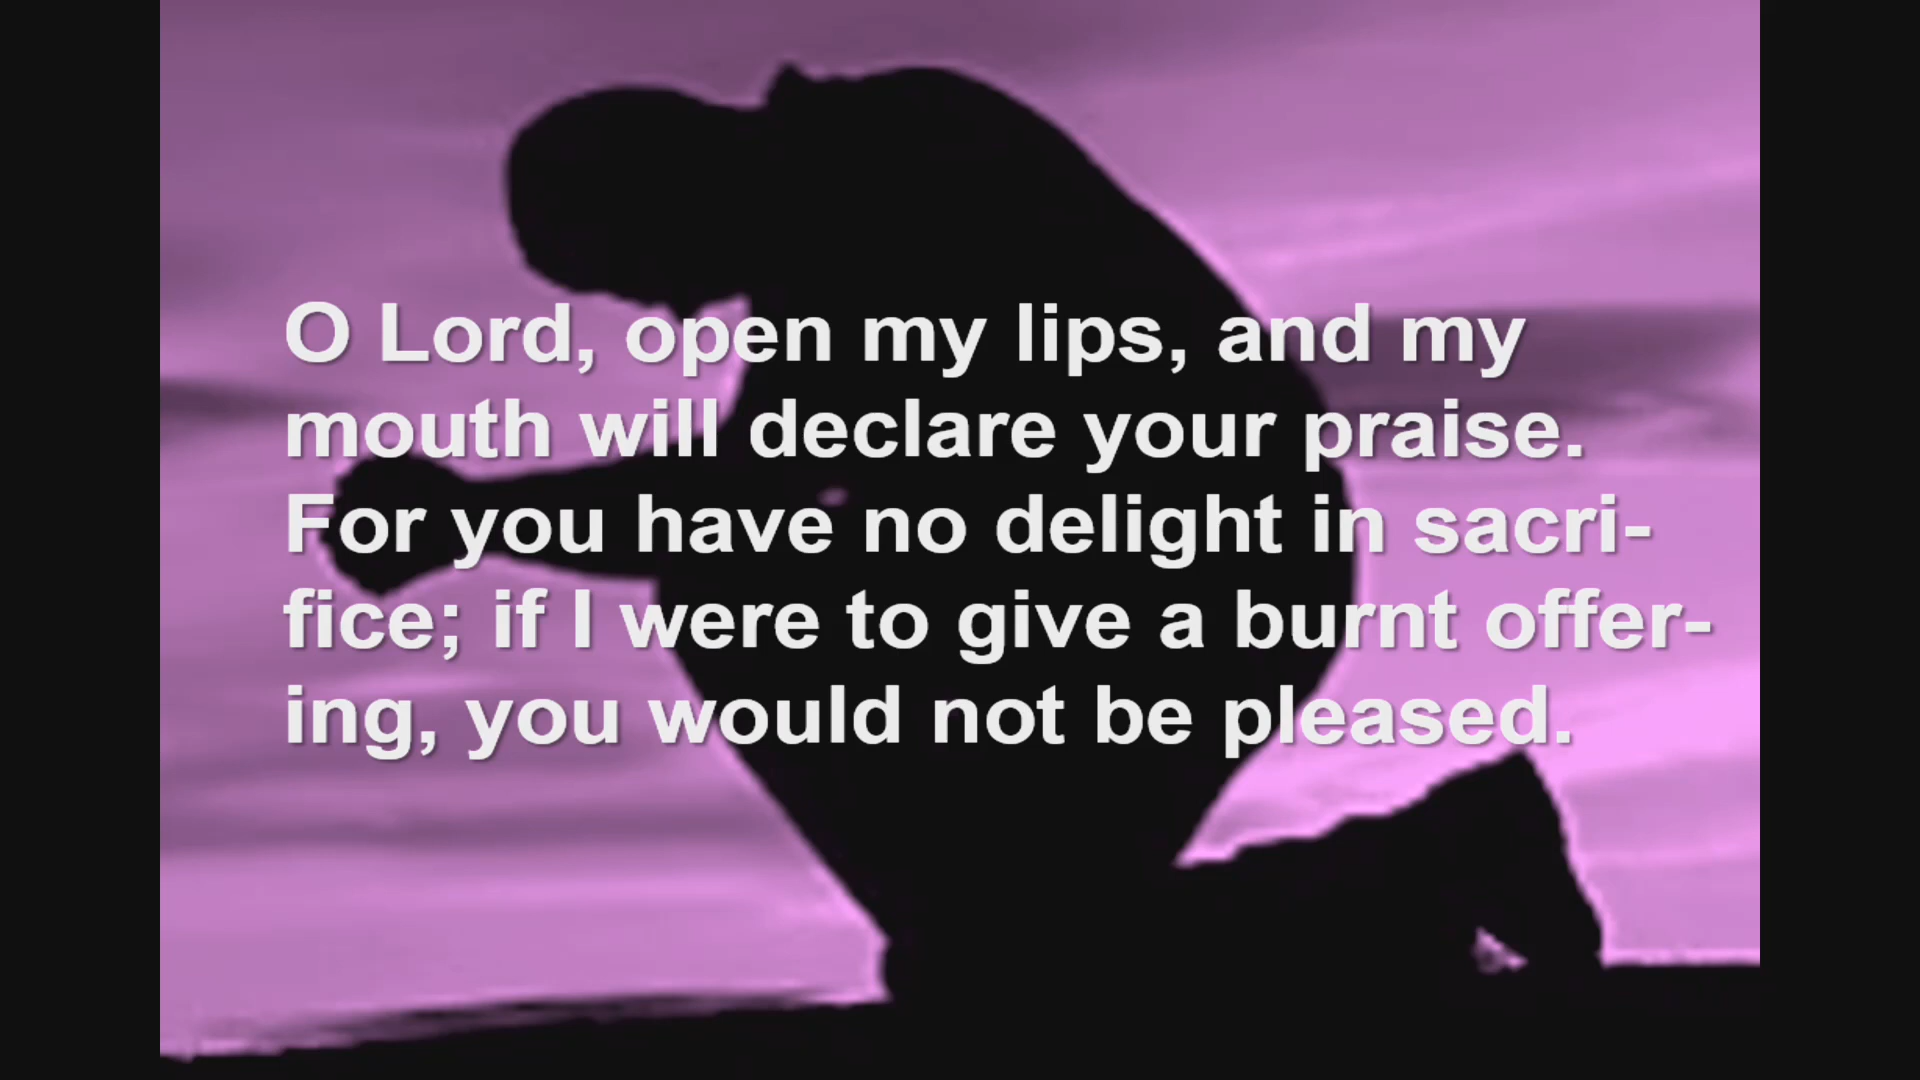 O Lord, open my lips, and my
mouth will declare your praise.
For you have no delight in sacri-
fice; if I were to give a burnt offer-
ing, you would not be pleased.